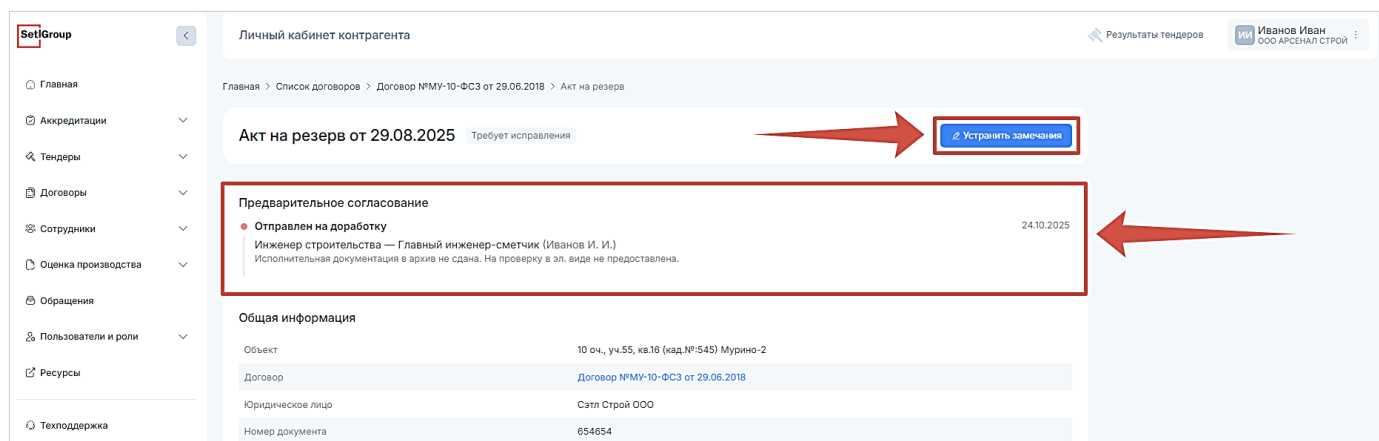 SetlGroup
Личный кабинет контрагента
Результаты тендеров
ИИ
Иванов Иван
ООО АРСЕНАЛ СТРОЙ
Главная
Аккредитации
Тендеры
Договоры
Сотрудники
Оценка производства
Обращения
Пользователи и роли
Ресурсы
Техподдержка
Главная > Список договоров > Договор №МУ-10-ФСЗ от 29.06.2018 > Акт на резерв
Акт на резерв от 29.08.2025 Требует исправления
Устранить замечания
Предварительное согласование
Отправлен на доработку 24.10.2025
Инженер строительства — Главный инженер-сметчик (Иванов И. И.)
Исполнительная документация в архив не сдана. На проверку в эл. виде не предоставлена.
Общая информация
Объект 10 оч., уч.55, кв.16 (кад.№:545) Мурино-2
Договор Договор №МУ-10-ФСЗ от 29.06.2018
Юридическое лицо Сэтл Строй ООО
Номер документа 654654